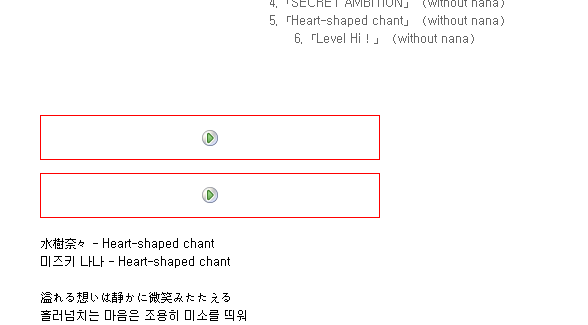 4. 「SECRET AMBITION」 (without nana)
5. 「Heart-shaped chant」 (without nana)
6. 「Level Hi！」 (without nana)
水樹奈々 - Heart-shaped chant
미즈키 나나 - Heart-shaped chant
溢れる想いは静かに微笑みたたえる
흘러넘치는 마음은 조용히 미소를 띄워